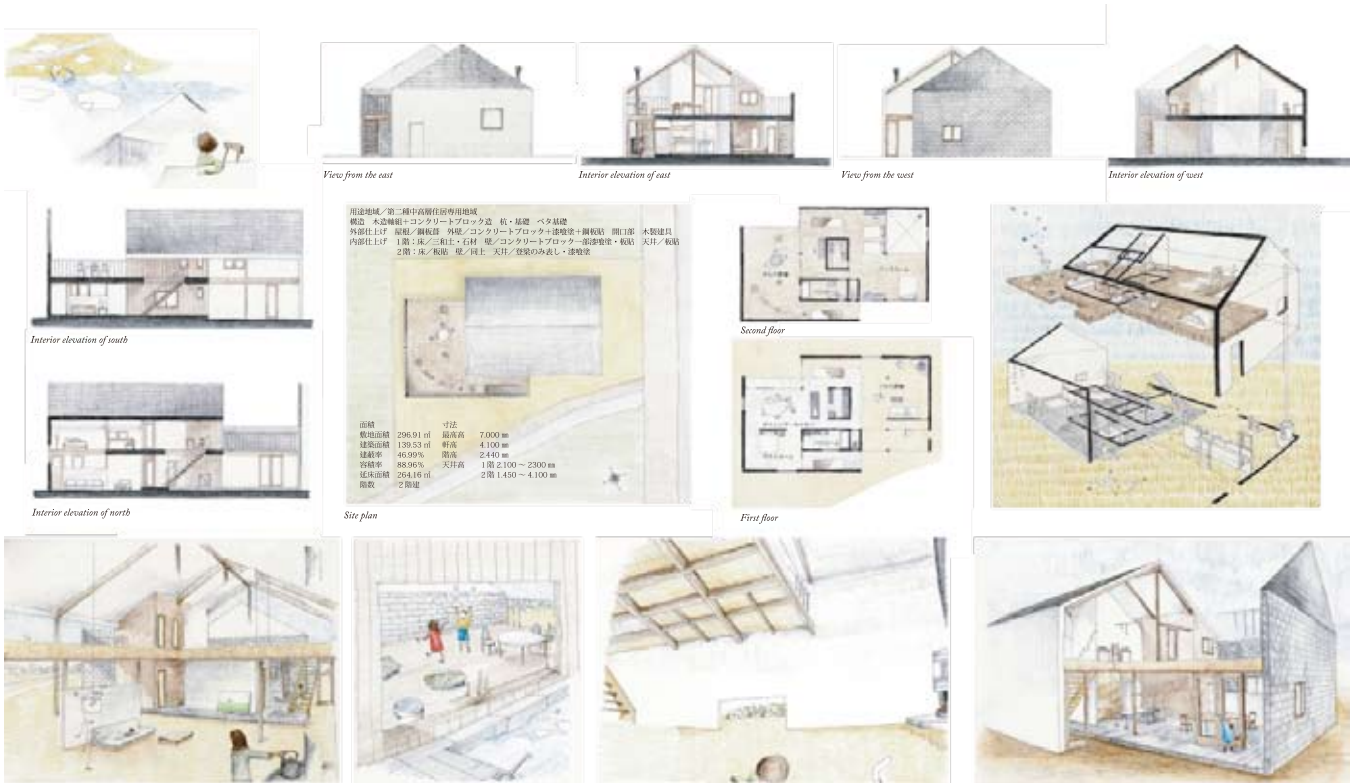 View from the east
Interior elevation of east
View from the west
Interior elevation of west
用途地域／第二種中高層住居専用地域
構造　木造軸組＋コンクリートブロック造　杭・基礎　ベタ基礎
外部仕上げ　屋根／鋼板葺　外壁／コンクリートブロック＋漆喰塗＋鋼板貼　開口部　木製建具
内部仕上げ　1階：床／三和土・石材　壁／コンクリートブロック一部漆喰塗・板貼　天井／板貼
2階：床／板貼　壁／同上　天井／登梁のみ表し・漆喰塗
Interior elevation of south
Second floor
面積　寸法
敷地面積　296.91 ㎡　最高高　7.000 ㎜
建築面積　139.53 ㎡　軒高　4.100 ㎜
建蔽率　46.99%　階高　2.440 ㎜
容積率　88.96%　天井高　1階 2.100 ～ 2300 ㎜
延床面積　264.16 ㎡　2階 1.450 ～ 4.100 ㎜
階数　2階建
Interior elevation of north
Site plan
First floor